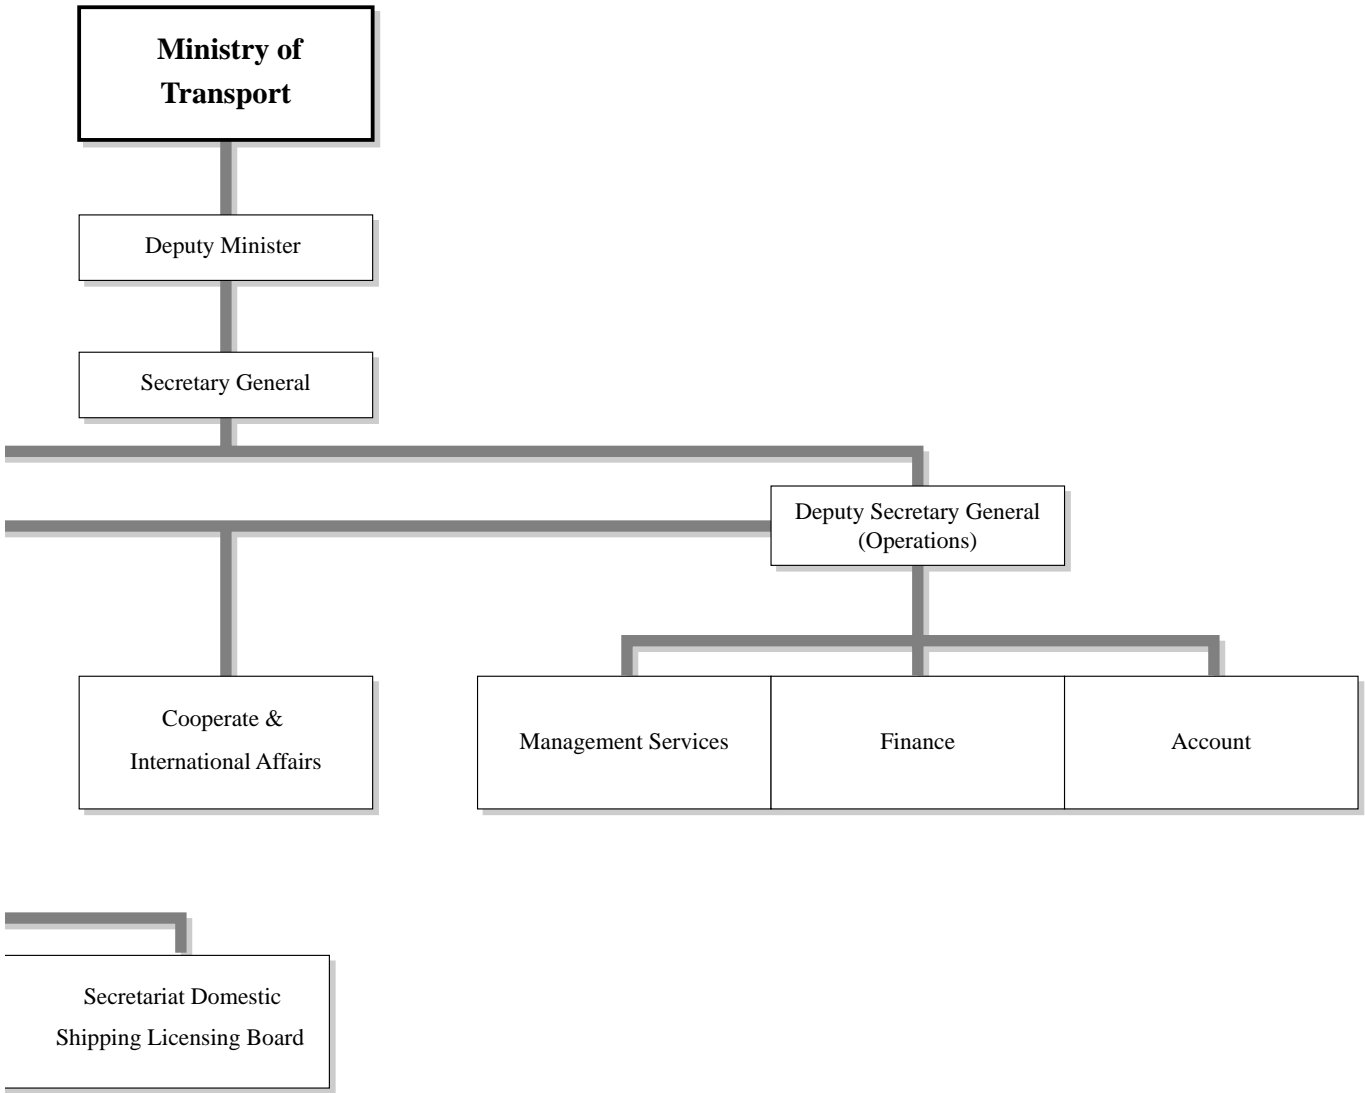 Ministry of
Transport
Deputy Minister
Secretary General
Deputy Secretary General
(Operations)
Cooperate &
International Affairs
Management Services
Finance
Account
Secretariat Domestic
Shipping Licensing Board